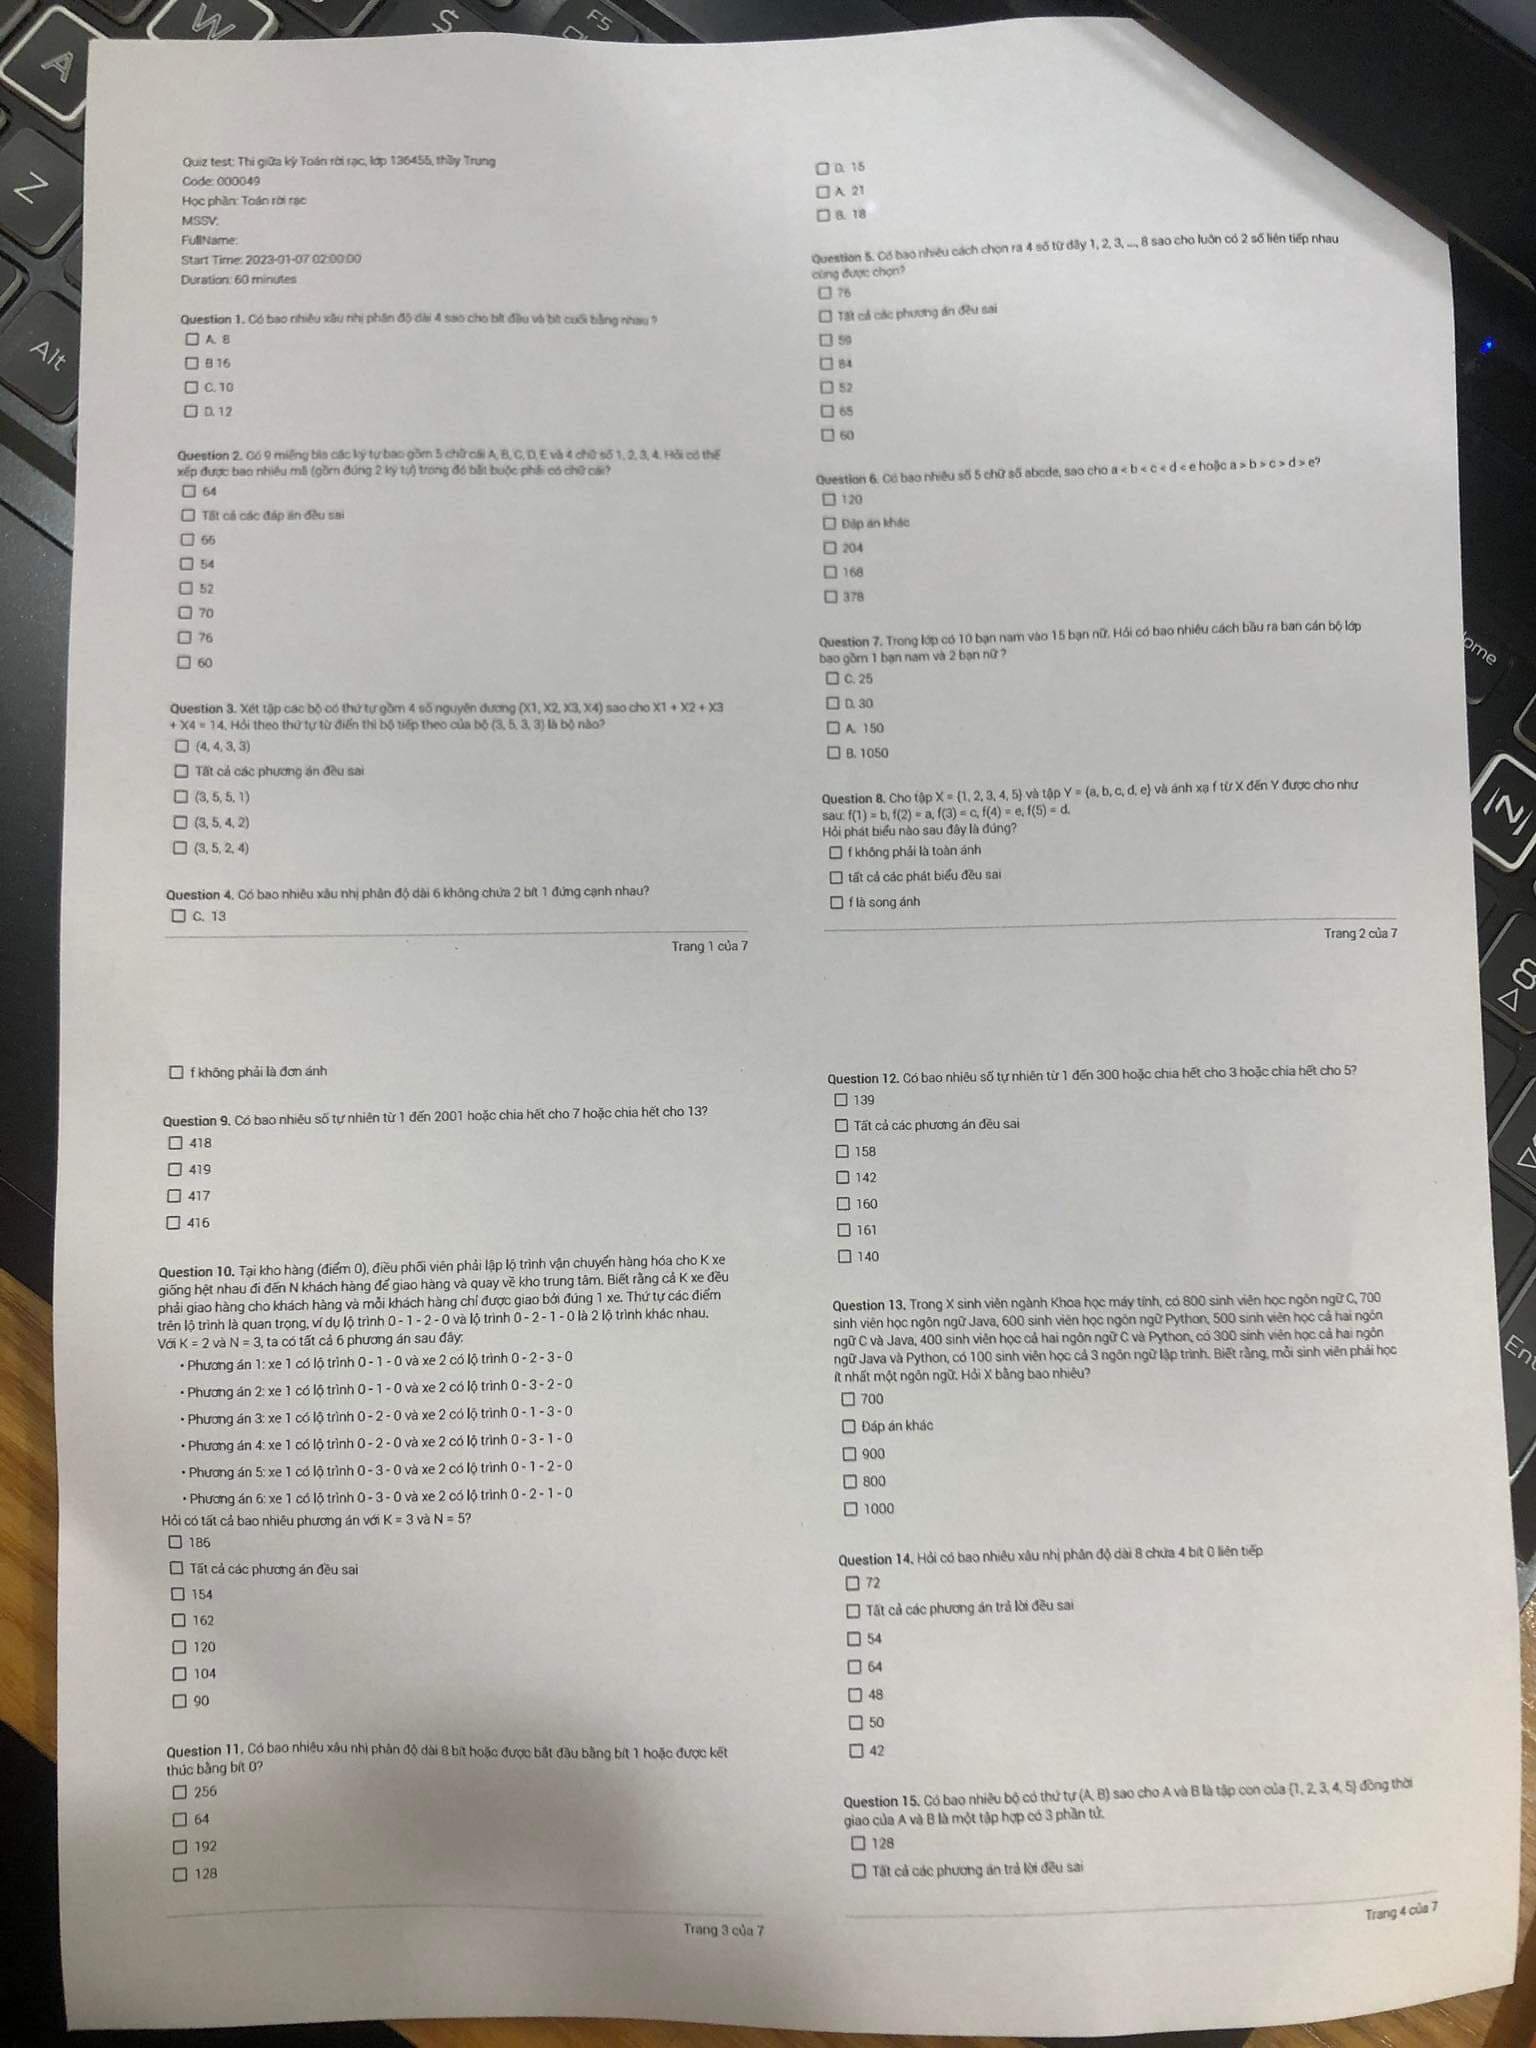 Quiz test: Thi giữa kỳ Toán rời rạc, lớp 136455, thầy Trung
Code: 000049
Học phần: Toán rời rạc
MSSV:
FullName:
Start Time: 2023-01-07 02:00:00
Duration: 60 minutes
Question 1. Có bao nhiêu xâu nhị phân độ dài 4 sao cho bít đầu và bít cuối bằng nhau ?
A. 8
B 16
C. 10
D. 12
Question 2. Có 9 miếng bìa các ký tự bao gồm 5 chữ cái A, B, C, D, E và 4 chữ số 1, 2, 3, 4. Hỏi có thể
xếp được bao nhiêu mã (gồm đúng 2 ký tự) trong đó bắt buộc phải có chữ cái?
64
Tất cả các đáp án đều sai
66
54
52
70
76
60
Question 3. Xét tập các bộ có thứ tự gồm 4 số nguyên dương (X1, X2, X3, X4) sao cho X1 + X2 + X3
+ X4 = 14. Hỏi theo thứ tự từ điển thì bộ tiếp theo của bộ (3, 5, 3, 3) là bộ nào?
(4, 4, 3, 3)
Tất cả các phương án đều sai
(3, 5, 5, 1)
(3, 5, 4, 2)
(3, 5, 2, 4)
Question 4. Có bao nhiêu xâu nhị phân độ dài 6 không chứa 2 bít 1 đứng cạnh nhau?
C. 13
Trang 1 của 7
D. 15
A. 21
B. 18
Question 5. Có bao nhiêu cách chọn ra 4 số từ dãy 1, 2, 3, ..., 8 sao cho luôn có 2 số liên tiếp nhau
cùng được chọn?
76
Tất cả các phương án đều sai
59
84
52
65
60
Question 6. Có bao nhiêu số 5 chữ số abcde, sao cho a < b < c < d < e hoặc a > b > c > d > e?
120
Đáp án khác
204
168
378
Question 7. Trong lớp có 10 bạn nam vào 15 bạn nữ. Hỏi có bao nhiêu cách bầu ra ban cán bộ lớp
bao gồm 1 bạn nam và 2 bạn nữ ?
C. 25
D. 30
A. 150
B. 1050
Question 8. Cho tập X = {1, 2, 3, 4, 5} và tập Y = {a, b, c, d, e} và ánh xạ f từ X đến Y được cho như
sau: f(1) = b, f(2) = a, f(3) = c, f(4) = e, f(5) = d.
Hỏi phát biểu nào sau đây là đúng?
f không phải là toàn ánh
tất cả các phát biểu đều sai
f là song ánh
Trang 2 của 7
f không phải là đơn ánh
Question 9. Có bao nhiêu số tự nhiên từ 1 đến 2001 hoặc chia hết cho 7 hoặc chia hết cho 13?
418
419
417
416
Question 10. Tại kho hàng (điểm 0), điều phối viên phải lập lộ trình vận chuyển hàng hóa cho K xe
giống hệt nhau đi đến N khách hàng để giao hàng và quay về kho trung tâm. Biết rằng cả K xe đều
phải giao hàng cho khách hàng và mỗi khách hàng chỉ được giao bởi đúng 1 xe. Thứ tự các điểm
trên lộ trình là quan trọng, ví dụ lộ trình 0 - 1 - 2 - 0 và lộ trình 0 - 2 - 1 - 0 là 2 lộ trình khác nhau.
Với K = 2 và N = 3, ta có tất cả 6 phương án sau đây:
• Phương án 1: xe 1 có lộ trình 0 - 1 - 0 và xe 2 có lộ trình 0 - 2 - 3 - 0
• Phương án 2: xe 1 có lộ trình 0 - 1 - 0 và xe 2 có lộ trình 0 - 3 - 2 - 0
• Phương án 3: xe 1 có lộ trình 0 - 2 - 0 và xe 2 có lộ trình 0 - 1 - 3 - 0
• Phương án 4: xe 1 có lộ trình 0 - 2 - 0 và xe 2 có lộ trình 0 - 3 - 1 - 0
• Phương án 5: xe 1 có lộ trình 0 - 3 - 0 và xe 2 có lộ trình 0 - 1 - 2 - 0
• Phương án 6: xe 1 có lộ trình 0 - 3 - 0 và xe 2 có lộ trình 0 - 2 - 1 - 0
Hỏi có tất cả bao nhiêu phương án với K = 3 và N = 5?
186
Tất cả các phương án đều sai
154
162
120
104
90
Question 11. Có bao nhiêu xâu nhị phân độ dài 8 bít hoặc được bắt đầu bằng bít 1 hoặc được kết
thúc bằng bít 0?
256
64
192
128
Trang 3 của 7
Question 12. Có bao nhiêu số tự nhiên từ 1 đến 300 hoặc chia hết cho 3 hoặc chia hết cho 5?
139
Tất cả các phương án đều sai
158
142
160
161
140
Question 13. Trong X sinh viên ngành Khoa học máy tính, có 800 sinh viên học ngôn ngữ C, 700
sinh viên học ngôn ngữ Java, 600 sinh viên học ngôn ngữ Python, 500 sinh viên học cả hai ngôn
ngữ C và Java, 400 sinh viên học cả hai ngôn ngữ C và Python, có 300 sinh viên học cả hai ngôn
ngữ Java và Python, có 100 sinh viên học cả 3 ngôn ngữ lập trình. Biết rằng, mỗi sinh viên phải học
ít nhất một ngôn ngữ. Hỏi X bằng bao nhiêu?
700
Đáp án khác
900
800
1000
Question 14. Hỏi có bao nhiêu xâu nhị phân độ dài 8 chứa 4 bít 0 liên tiếp
72
Tất cả các phương án trả lời đều sai
54
64
48
50
42
Question 15. Có bao nhiêu bộ có thứ tự (A, B) sao cho A và B là tập con của {1, 2, 3, 4, 5} đồng thời
giao của A và B là một tập hợp có 3 phần tử.
128
Tất cả các phương án trả lời đều sai
Trang 4 của 7
A
W
F5
Z
Alt